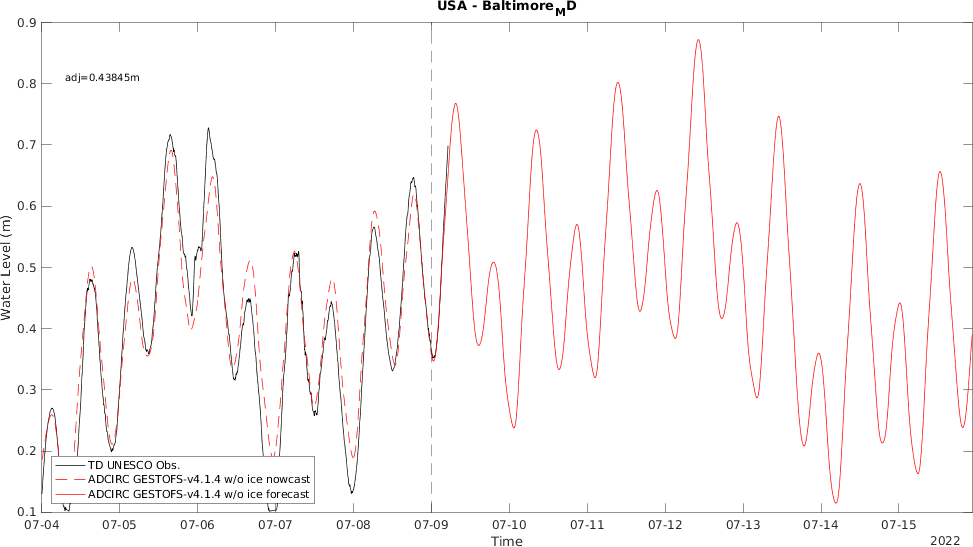 USA - Baltimore_MD
0.9
adj=0.43845m
0.8
0.7
0.6
0.5
0.4
0.3
0.2
0.1
Water Level (m)
TD UNESCO Obs.
ADCIRC GESTOFS-v4.1.4 w/o ice nowcast
ADCIRC GESTOFS-v4.1.4 w/o ice forecast
07-04 07-05 07-06 07-07 07-08 07-09 07-10 07-11 07-12 07-13 07-14 07-15
Time
2022